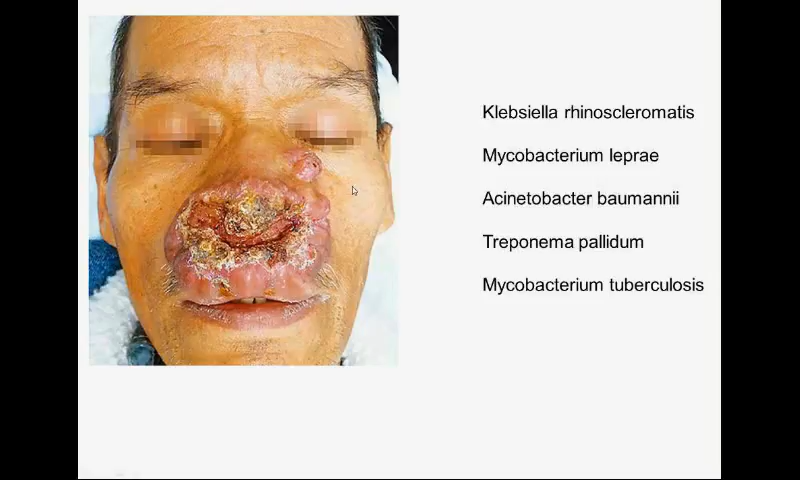 Klebsiella rhinoscleromatis
Mycobacterium leprae
Acinetobacter baumannii
Treponema pallidum
Mycobacterium tuberculosis